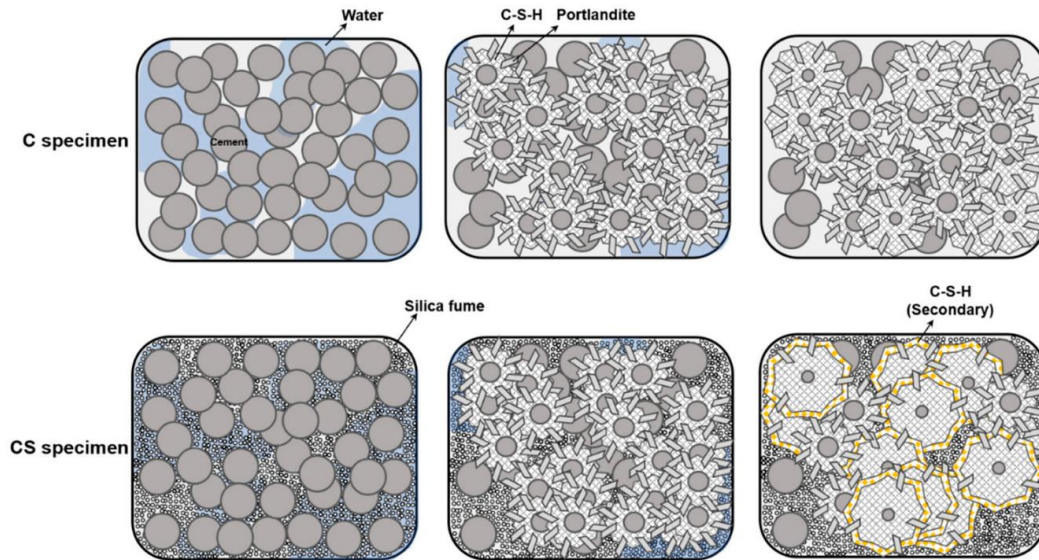 Water
C-S-H
Portlandite
C specimen
Cement
Silica fume
C-S-H
(Secondary)
CS specimen